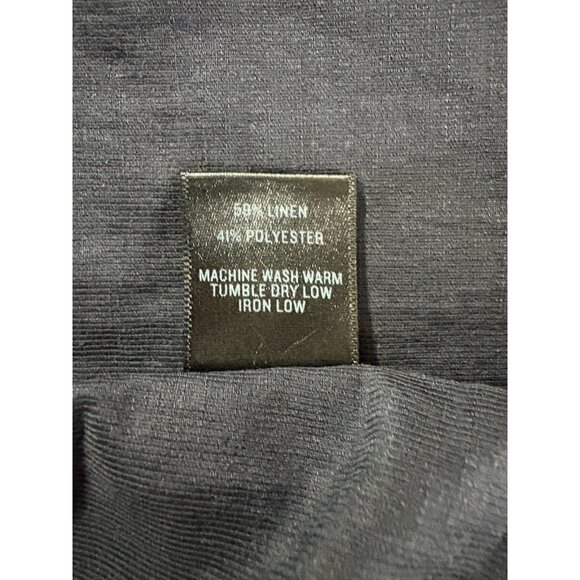 59% LINEN
41% POLYESTER
MACHINE WASH WARM
TUMBLE DRY LOW
IRON LOW